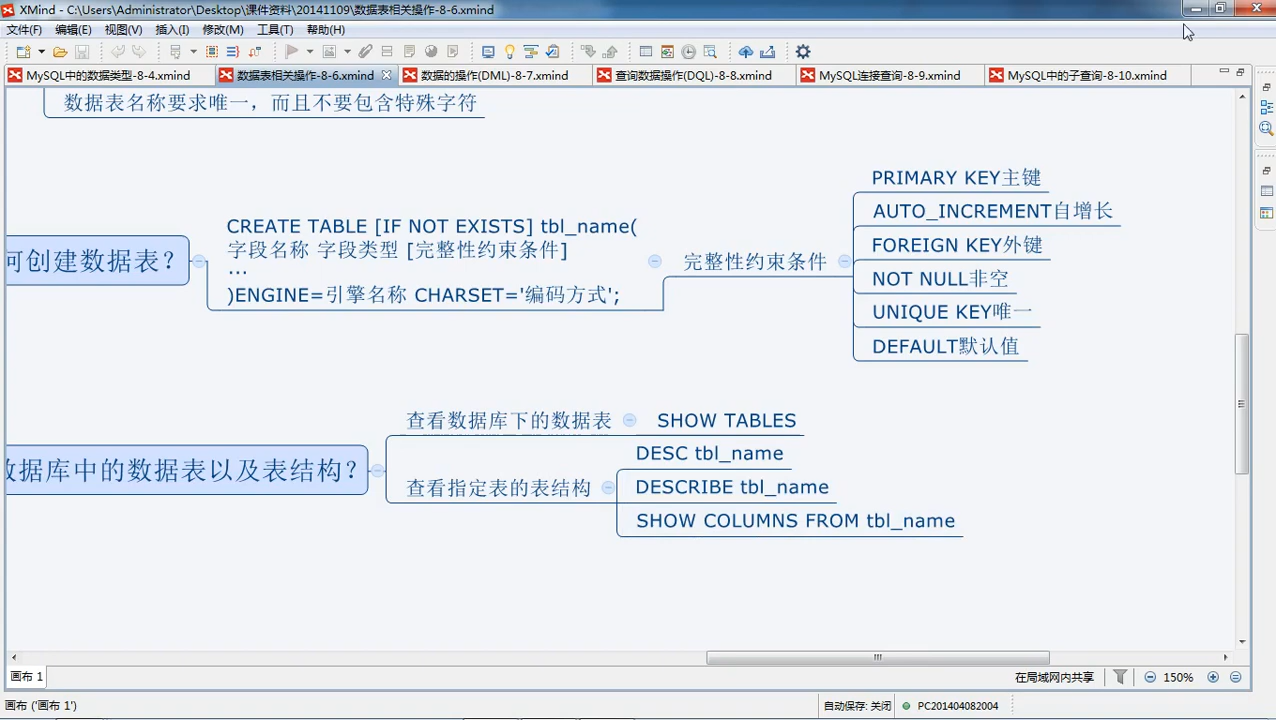 XMind - C:\Users\Administrator\Desktop\课件资料\20141109\数据表相关操作-8-6.xmind
文件(F) 编辑(E) 视图(V) 插入(I) 修改(M) 工具(T) 帮助(H)
MySQL中的数据类型-8-4.xmind 数据表相关操作-8-6.xmind 数据的操作(DML)-8-7.xmind 查询数据操作(DQL)-8-8.xmind MySQL连接查询-8-9.xmind MySQL中的子查询-8-10.xmind
数据表名称要求唯一，而且不要包含特殊字符
何创建数据表？
CREATE TABLE [IF NOT EXISTS] tbl_name(
字段名称 字段类型 [完整性约束条件]
...
)ENGINE=引擎名称 CHARSET='编码方式';
完整性约束条件
PRIMARY KEY主键
AUTO_INCREMENT自增长
FOREIGN KEY外键
NOT NULL非空
UNIQUE KEY唯一
DEFAULT默认值
数据库中的数据表以及表结构？
查看数据库下的数据表
SHOW TABLES
查看指定表的表结构
DESC tbl_name
DESCRIBE tbl_name
SHOW COLUMNS FROM tbl_name
画布 1
在局域网内共享 150%
画布 ('画布 1')
自动保存: 关闭 PC201404082004